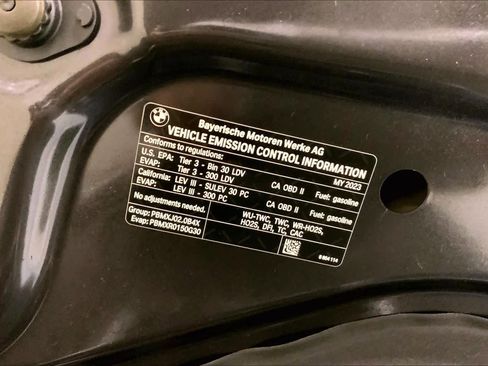 BMW
Bayerische Motoren Werke AG
VEHICLE EMISSION CONTROL INFORMATION
Conforms to regulations: MY 2023
U.S. EPA: Tier 3 - Bin 30 LDV CA OBD II Fuel: gasoline
EVAP: Tier 3 - 300 LDV
California: LEV III - SULEV 30 PC CA OBD II Fuel: gasoline
EVAP: LEV III - 300 PC
No adjustments needed. WU-TWC, TWC, WR-HO2S,
Group: PBMXJ02.0B4Y HO2S, DFI, TC, CAC
Evap: PBMXR0150G30